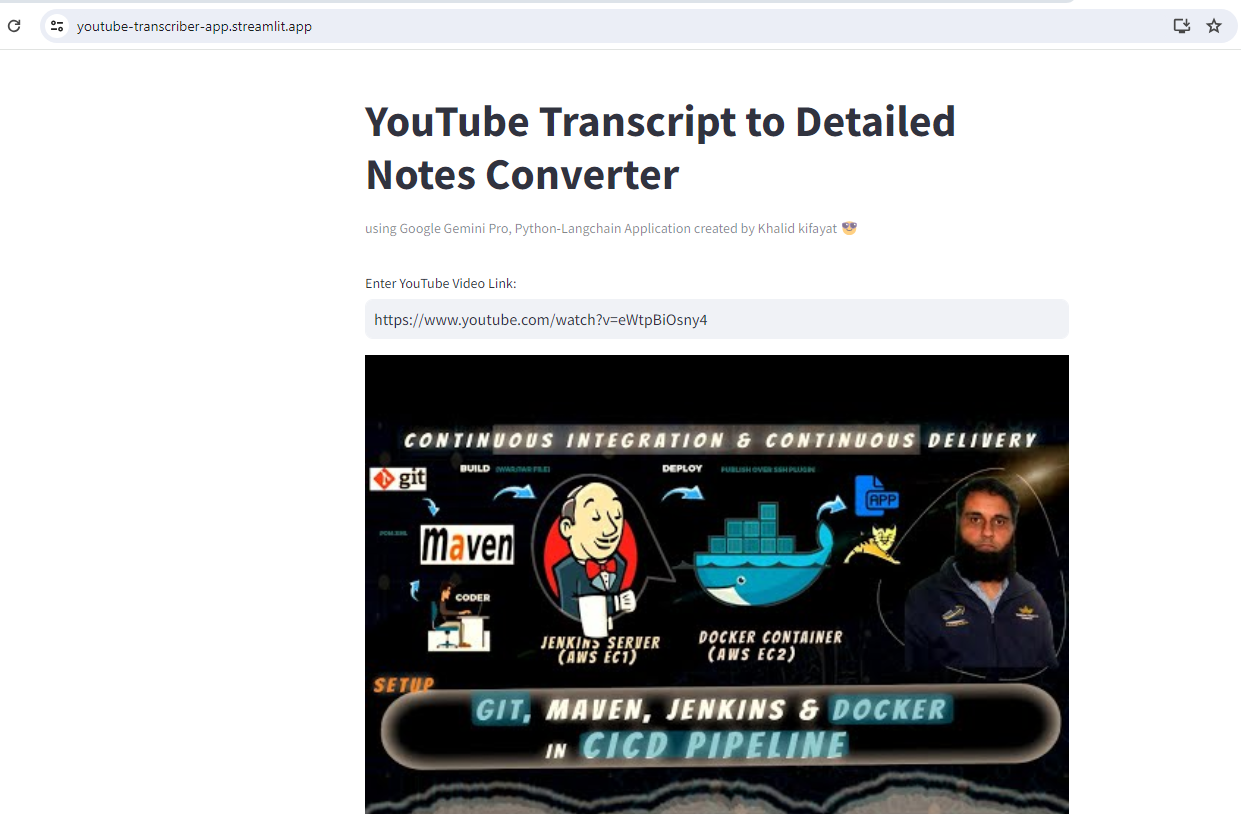 youtube-transcriber-app.streamlit.app
YouTube Transcript to Detailed
Notes Converter
using Google Gemini Pro, Python-Langchain Application created by Khalid kifayat 😎
Enter YouTube Video Link:
https://www.youtube.com/watch?v=eWtpBiOsny4
CONTINUOUS INTEGRATION & CONTINUOUS DELIVERY
git
BUILD (WAR/JAR FILE)
DEPLOY PUBLISH OVER SSH PLUGIN
APP
POM.XML
maven
CODER
JENKINS SERVER
(AWS EC1)
DOCKER CONTAINER
(AWS EC2)
SETUP
GIT, MAVEN, JENKINS & DOCKER
IN CICD PIPELINE